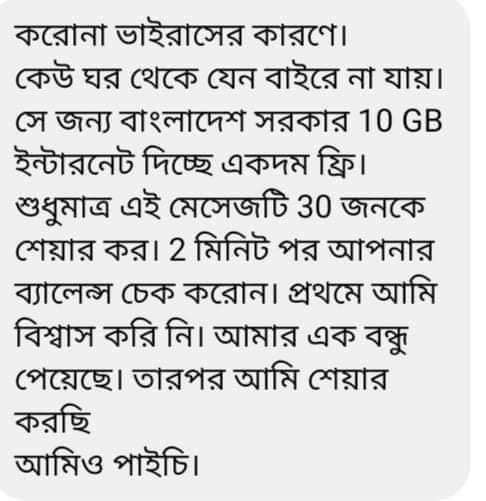 করোনা ভাইরাসের কারণে।
কেউ ঘর থেকে যেন বাইরে না যায়।
সে জন্য বাংলাদেশ সরকার 10 GB
ইন্টারনেট দিচ্ছে একদম ফ্রি।
শুধুমাত্র এই মেসেজটি 30 জনকে
শেয়ার কর। 2 মিনিট পর আপনার
ব্যালেন্স চেক করোন। প্রথমে আমি
বিশ্বাস করি নি। আমার এক বন্ধু
পেয়েছে। তারপর আমি শেয়ার
করছি
আমিও পাইচি।